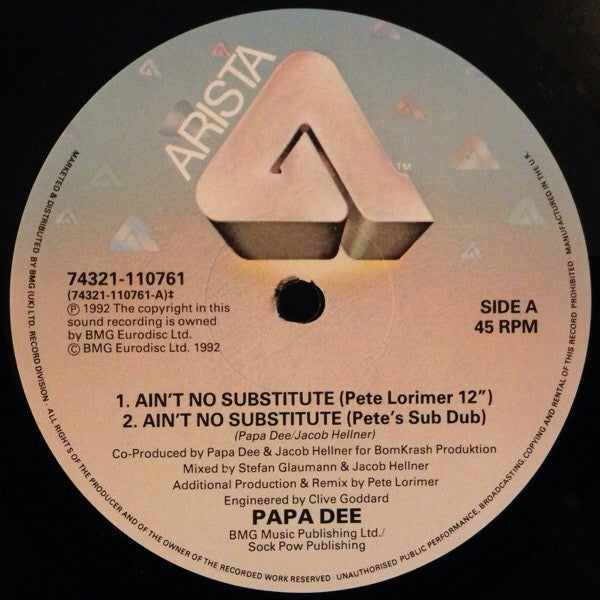 ARISTA
TM
74321-110761
(74321-110761-A)‡
Ⓟ 1992 The copyright in this
sound recording is owned
by BMG Eurodisc Ltd.
© BMG Eurodisc Ltd. 1992
SIDE A
45 RPM
1. AIN'T NO SUBSTITUTE (Pete Lorimer 12")
2. AIN'T NO SUBSTITUTE (Pete's Sub Dub)
(Papa Dee/Jacob Hellner)
Co-Produced by Papa Dee & Jacob Hellner for BomKrash Produktion
Mixed by Stefan Glaumann & Jacob Hellner
Additional Production & Remix by Pete Lorimer
Engineered by Clive Goddard
PAPA DEE
BMG Music Publishing Ltd./
Sock Pow Publishing
MARKETED & DISTRIBUTED BY BMG (UK) LTD. RECORD DIVISION · ALL RIGHTS OF THE PRODUCER AND OF THE OWNER OF THE RECORDED WORK RESERVED · UNAUTHORISED PUBLIC PERFORMANCE, BROADCASTING, COPYING AND RENTAL OF THIS RECORD PROHIBITED · MANUFACTURED IN THE U.K.